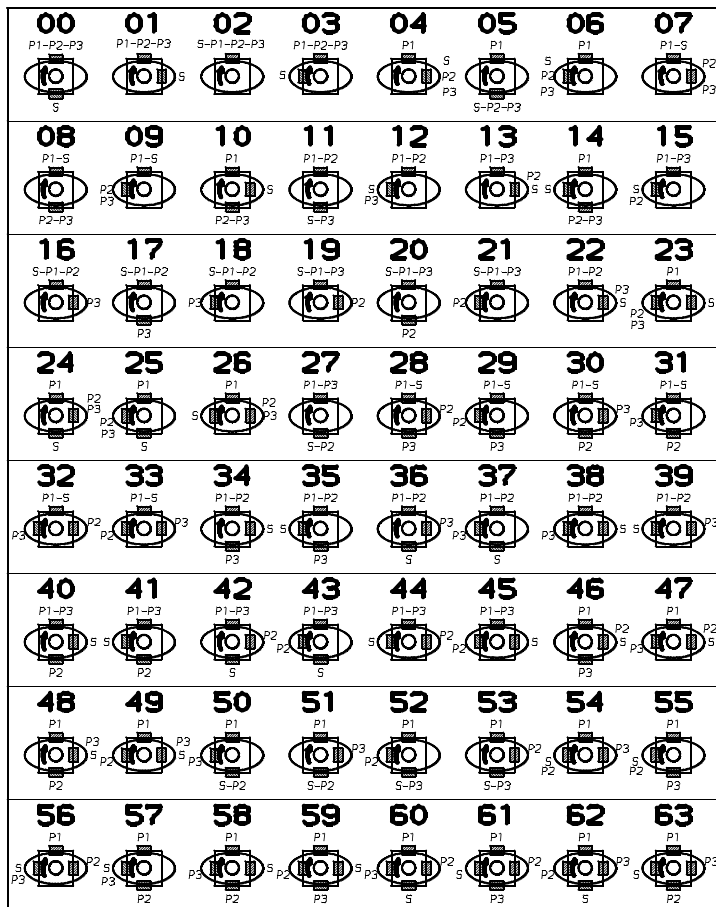 00 01 02 03 04 05 06 07
P1-P2-P3 P1-P2-P3 S-P1-P2-P3 P1-P2-P3 P1 P1 P1 P1-S
S S P2
S S P2 P2
P3 P3 P3
S S-P2-P3
08 09 10 11 12 13 14 15
P1-S P1-S P1 P1-P2 P1-P2 P1-P3 P1 P1-P3
P2
P2 S S S S S
P3 P3 P2
P2-P3 P2-P3 S-P3 P2-P3
16 17 18 19 20 21 22 23
S-P1-P2 S-P1-P2 S-P1-P2 S-P1-P3 S-P1-P3 S-P1-P3 P1-P2 P1
P3
P3 P3 P2 P2 S S
P2
P3
P3 P2
24 25 26 27 28 29 30 31
P1 P1 P1 P1-P3 P1-S P1-S P1-S P1-S
P2 P2
P3 S P3 P2 P3 P3
P2 P2 P2
P3
S S S-P2 P3 P3 P2 P2
32 33 34 35 36 37 38 39
P1-S P1-S P1-P2 P1-P2 P1-P2 P1-P2 P1-P2 P1-P2
P2 P3 S S P3 S S P3
P3 P2 P3 P3
P3 P3 S S
40 41 42 43 44 45 46 47
P1-P3 P1-P3 P1-P3 P1-P3 P1-P3 P1-P3 P1 P1
P2 P2
S S P2 S P2 S S S
P2 P2 P3
P2 P2 S S P3
48 49 50 51 52 53 54 55
P1 P1 P1 P1 P1 P1 P1 P1
P3 P3
S S P3 P2 P3
P2 P3 P2 S S
P2 P2
P2 S-P2 S-P2 S-P3 S-P3 P3
56 57 58 59 60 61 62 63
P1 P1 P1 P1 P1 P1 P1 P1
S P2 S S S P2 P2 P3 P3
P3 P3 P3 P2 P3 S P2 S
P2 P2 P3 S P3 S P2